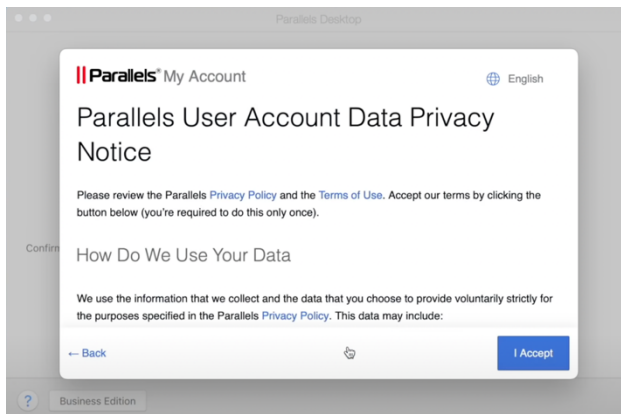 Parallels Desktop
Parallels® My Account
English
Parallels User Account Data Privacy
Notice
Please review the Parallels Privacy Policy and the Terms of Use. Accept our terms by clicking the
button below (you're required to do this only once).
Confirm
How Do We Use Your Data
We use the information that we collect and the data that you choose to provide voluntarily strictly for
the purposes specified in the Parallels Privacy Policy. This data may include:
← Back
I Accept
?
Business Edition